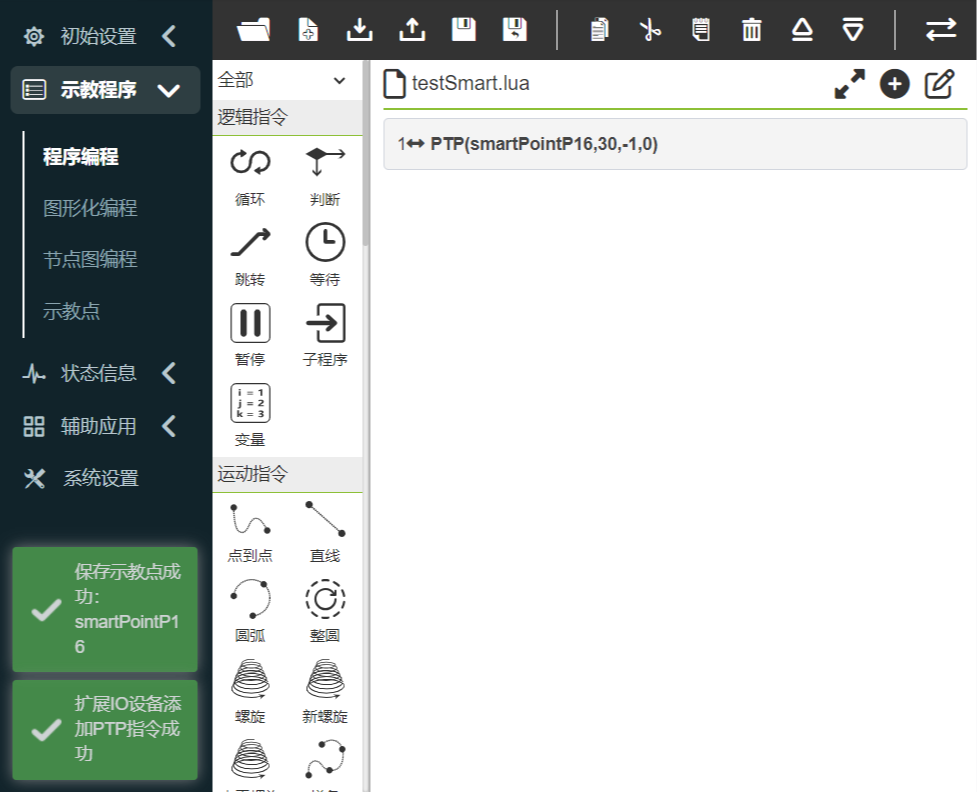 初始设置
示教程序
程序编程
图形化编程
节点图编程
示教点
状态信息
辅助应用
系统设置
保存示教点成
功:
smartPointP1
6
扩展IO设备添
加PTP指令成
功
全部
逻辑指令
循环
判断
跳转
等待
暂停
子程序
i = 1
j = 2
k = 3
变量
运动指令
点到点
直线
圆弧
整圆
螺旋
新螺旋
testSmart.lua
1 PTP(smartPointP16,30,-1,0)